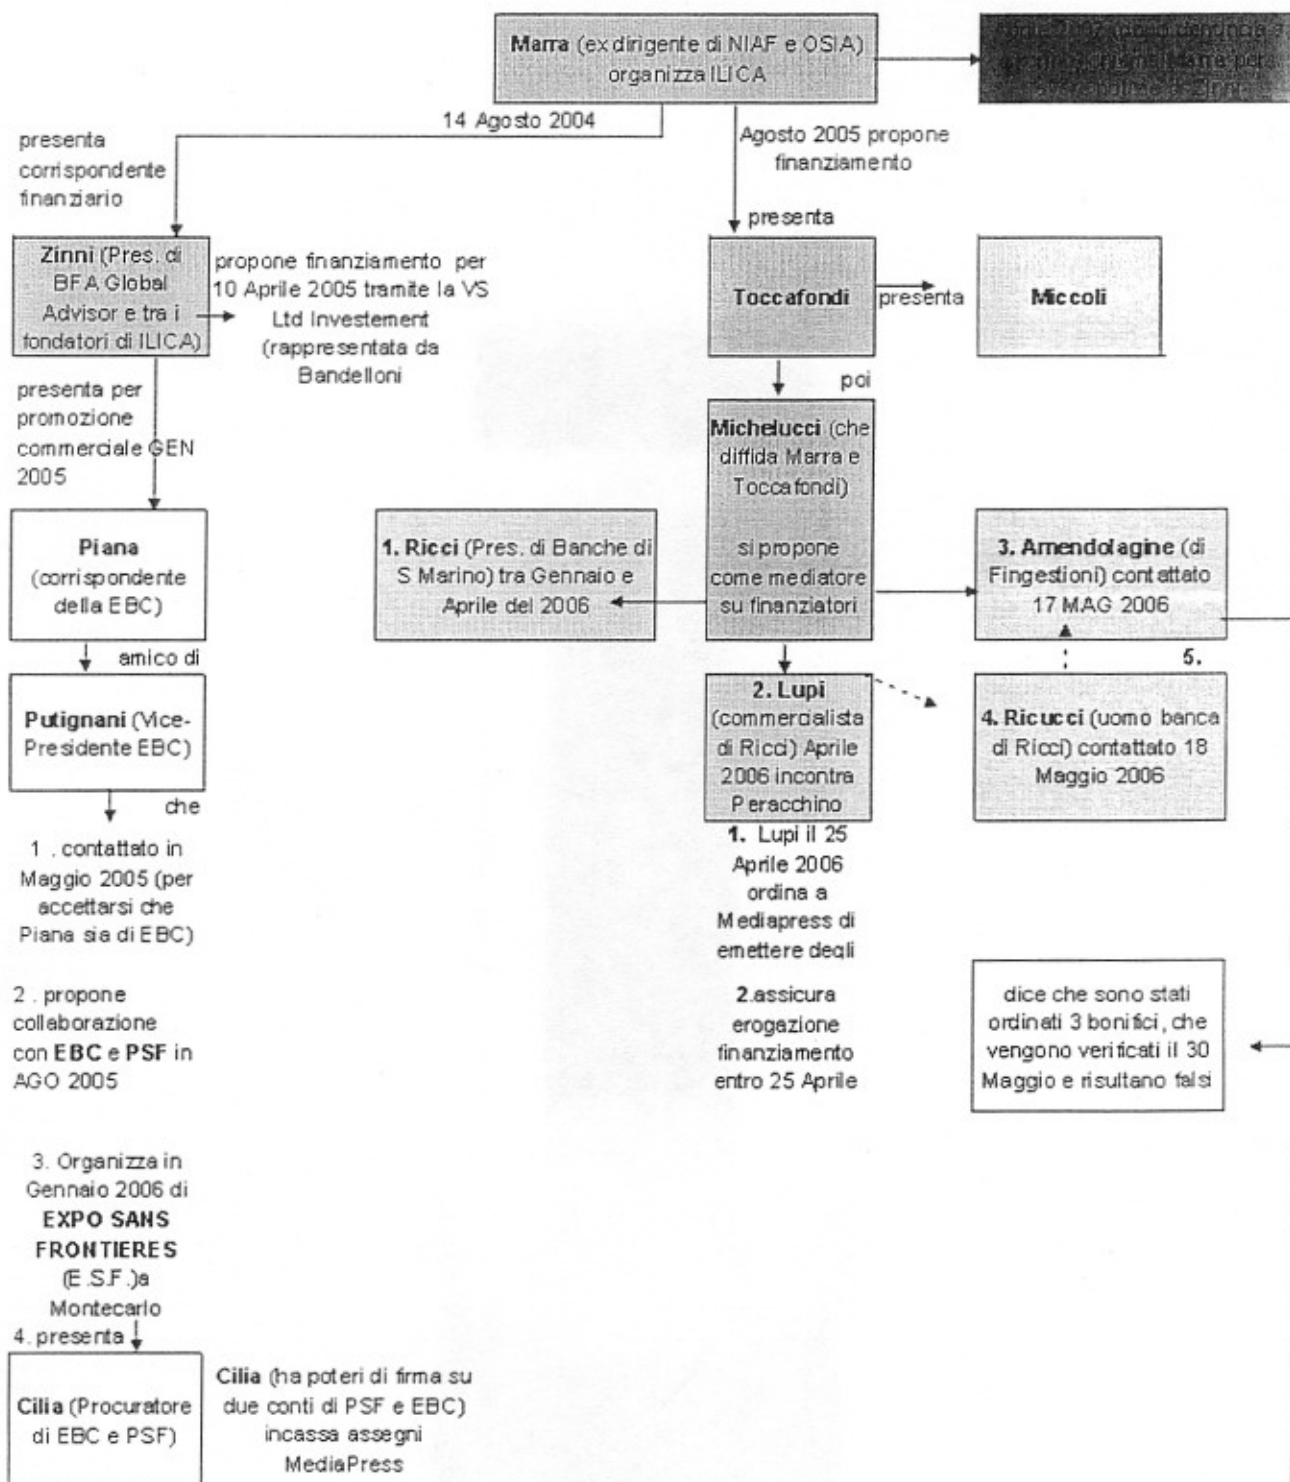 Marra (ex dirigente di NIAF e OSIA)
organizza ILICA
Aprile 2007
denuncia
Marra
Zinni
14 Agosto 2004
presenta
corrispondente
finanziario
Agosto 2005 propone
finanziamento
presenta
Zinni (Pres. di
BFA Global
Advisor e tra i
fondatori di ILICA)
propone finanziamento per
10 Aprile 2005 tramite la VS
Ltd Investement
(rappresentata da
Bandelloni
Toccafondi
presenta
Miccoli
poi
presenta per
promozione
commerciale GEN
2005
Michelucci (che
diffida Marra e
Toccafondi)
si propone
come mediatore
su finanziatori
Piana
(corrispondente
della EBC)
1. Ricci (Pres. di Banche di
S Marino) tra Gennaio e
Aprile del 2006
3. Amendolagine (di
Fingestioni) contattato
17 MAG 2006
amico di
5.
Putignani (Vice-
Presidente EBC)
2. Lupi
(commercialista
di Ricci) Aprile
2006 incontra
Peracchino
4. Ricucci (uomo banca
di Ricci) contattato 18
Maggio 2006
che
1 . contattato in
Maggio 2005 (per
accettarsi che
Piana sia di EBC)
1. Lupi il 25
Aprile 2006
ordina a
Mediapress di
emettere degli
2 . propone
collaborazione
con EBC e PSF in
AGO 2005
2.assicura
erogazione
finanziamento
entro 25 Aprile
dice che sono stati
ordinati 3 bonifici, che
vengono verificati il 30
Maggio e risultano falsi
3. Organizza in
Gennaio 2006 di
EXPO SANS
FRONTIERES
(E.S.F.)a
Montecarlo
4. presenta
Cilia (Procuratore
di EBC e PSF)
Cilia (ha poteri di firma su
due conti di PSF e EBC)
incassa assegni
MediaPress